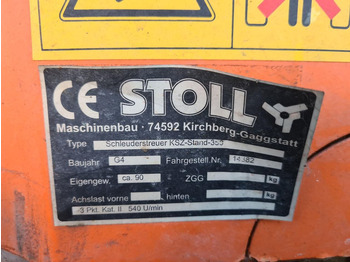 CE STOLL
Maschinenbau · 74592 Kirchberg-Gaggstatt
Type Schleuderstreuer KSZ-Stand-350
Baujahr G4 Fahrgestell.Nr. 14382
Eigengew. ca. 90 ZGG kg
Achslast vorne hinten kg
3 Pkt. Kat. II 540 U/min